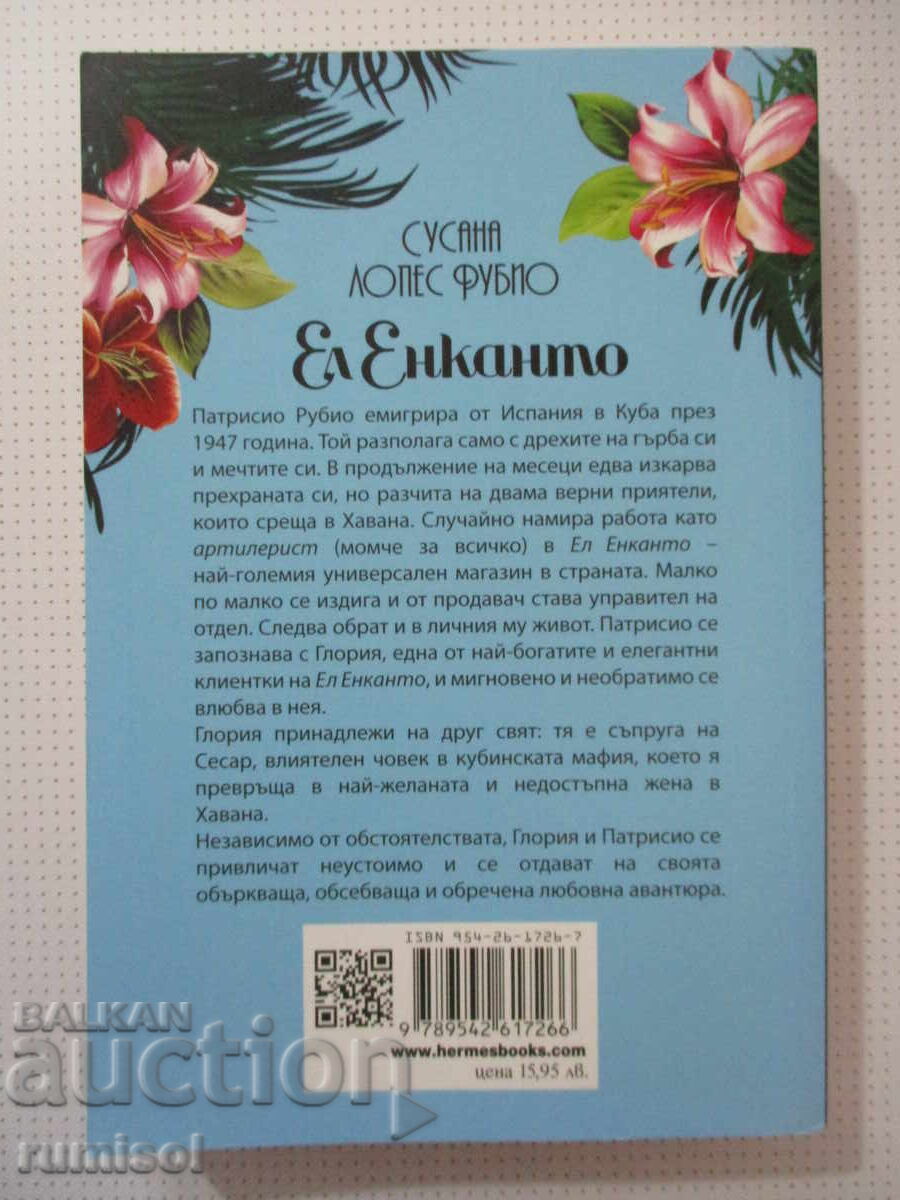 СУСАНА
ЛОПЕС РУБИО
Ел Енканто
Патрисио Рубио емигрира от Испания в Куба през
1947 година. Той разполага само с дрехите на гърба си
и мечтите си. В продължение на месеци едва изкарва
прехраната си, но разчита на двама верни приятели,
които среща в Хавана. Случайно намира работа като
артилерист (момче за всичко) в Ел Енканто –
най-големия универсален магазин в страната. Малко
по малко се издига и от продавач става управител на
отдел. Следва обрат и в личния му живот. Патрисио се
запознава с Глория, една от най-богатите и елегантни
клиентки на Ел Енканто, и мигновено и необратимо се
влюбва в нея.
Глория принадлежи на друг свят: тя е съпруга на
Сесар, влиятелен човек в кубинската мафия, което я
превръща в най-желаната и недостъпна жена в
Хавана.
Независимо от обстоятелствата, Глория и Патрисио се
привличат неустоимо и се отдават на своята
объркваща, обсебваща и обречена любовна авантюра.
ISBN 954-26-1726-7
9 789542 617266
www.hermesbooks.com
цена 15,95 лв.
BALKAN
auction
rumisol